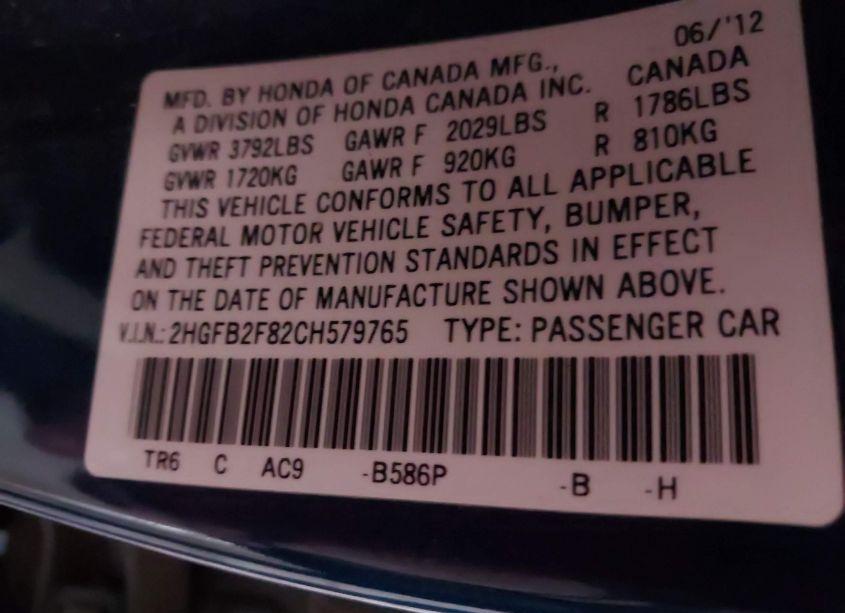 06/'12
MFD. BY HONDA OF CANADA MFG.,
A DIVISION OF HONDA CANADA INC. CANADA
GVWR 3792LBS GAWR F 2029LBS R 1786LBS
GVWR 1720KG GAWR F 920KG R 810KG
THIS VEHICLE CONFORMS TO ALL APPLICABLE
FEDERAL MOTOR VEHICLE SAFETY, BUMPER,
AND THEFT PREVENTION STANDARDS IN EFFECT
ON THE DATE OF MANUFACTURE SHOWN ABOVE.
V.I.N.: 2HGFB2F82CH579765 TYPE: PASSENGER CAR
TR6 C AC9 -B586P -B -H